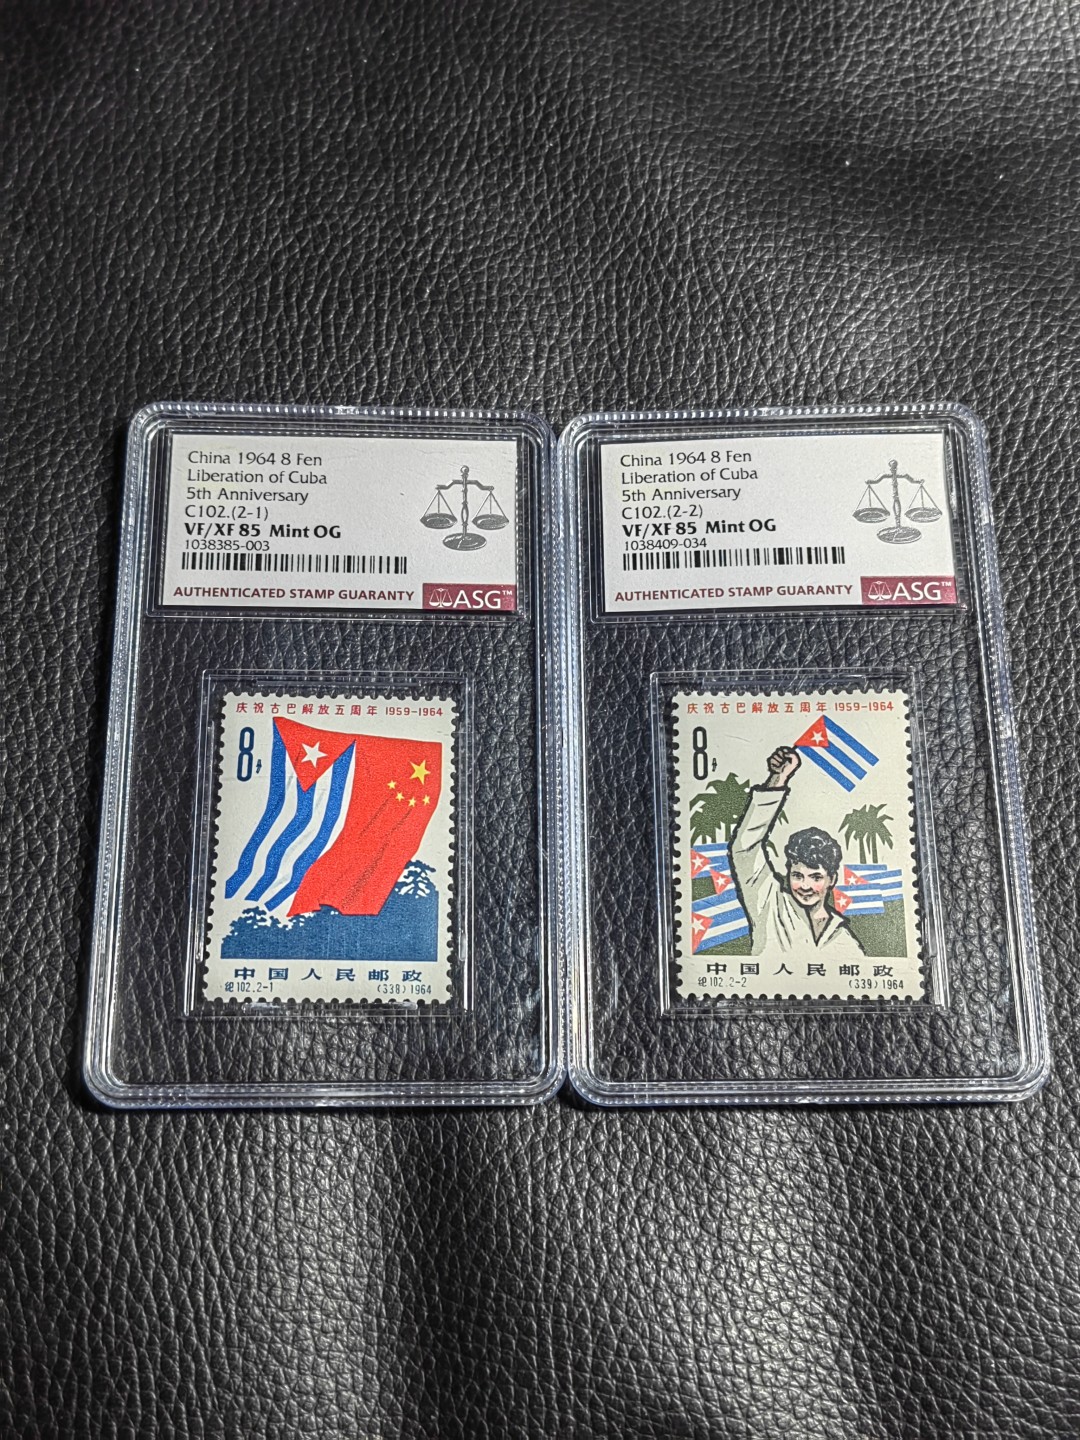 China 1964 8 Fen
Liberation of Cuba
5th Anniversary
C102.(2-1)
VF/XF 85 Mint OG
1038385-003
AUTHENTICATED STAMP GUARANTY
ASG™
庆祝古巴解放五周年 1959-1964
8分
中国人民邮政
纪102.2-1 (338) 1964
China 1964 8 Fen
Liberation of Cuba
5th Anniversary
C102.(2-2)
VF/XF 85 Mint OG
1038409-034
AUTHENTICATED STAMP GUARANTY
ASG™
庆祝古巴解放五周年 1959-1964
8分
中国人民邮政
纪102.2-2 (339) 1964